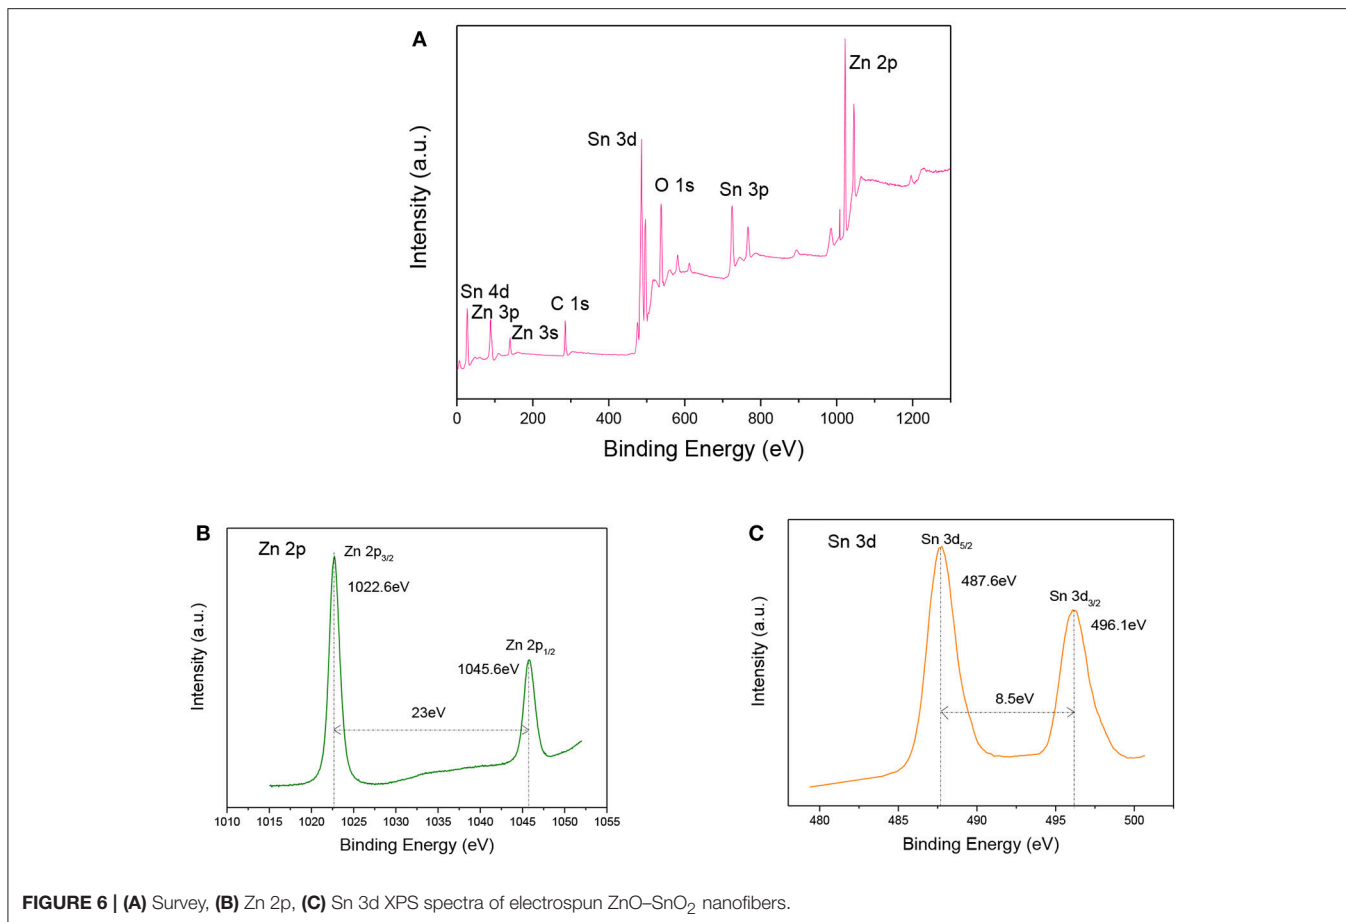 A
Intensity (a.u.)
Sn 4d
Zn 3p
Zn 3s
C 1s
Sn 3d
O 1s
Sn 3p
Zn 2p
0 200 400 600 800 1000 1200
Binding Energy (eV)
B
Zn 2p
Zn 2p3/2
1022.6eV
Zn 2p1/2
1045.6eV
23eV
Intensity (a.u.)
1010 1015 1020 1025 1030 1035 1040 1045 1050 1055
Binding Energy (eV)
C
Sn 3d
Sn 3d5/2
487.6eV
Sn 3d3/2
496.1eV
8.5eV
Intensity (a.u.)
480 485 490 495 500
Binding Energy (eV)
FIGURE 6 | (A) Survey, (B) Zn 2p, (C) Sn 3d XPS spectra of electrospun ZnO–SnO2 nanofibers.